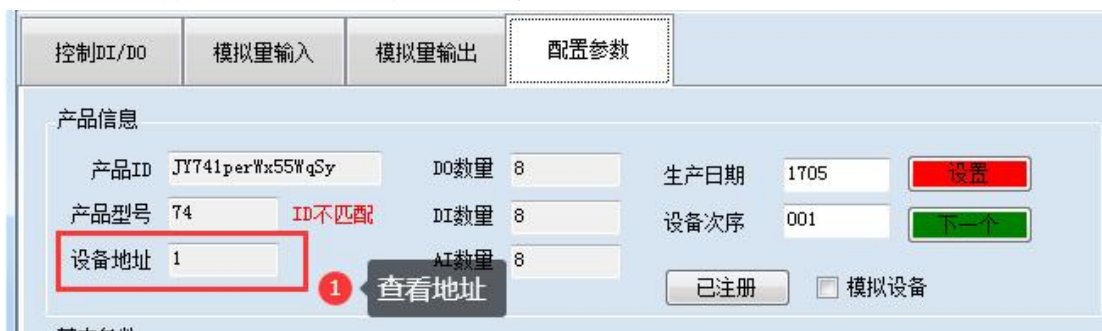 控制DI/DO 模拟量输入 模拟量输出 配置参数
产品信息
产品ID JY741perWx55WqSy DO数量 8 生产日期 1705 设置
产品型号 74 ID不匹配 DI数量 8 设备次序 001 下一个
设备地址 1 AI数量 8
1 查看地址 已注册 模拟设备